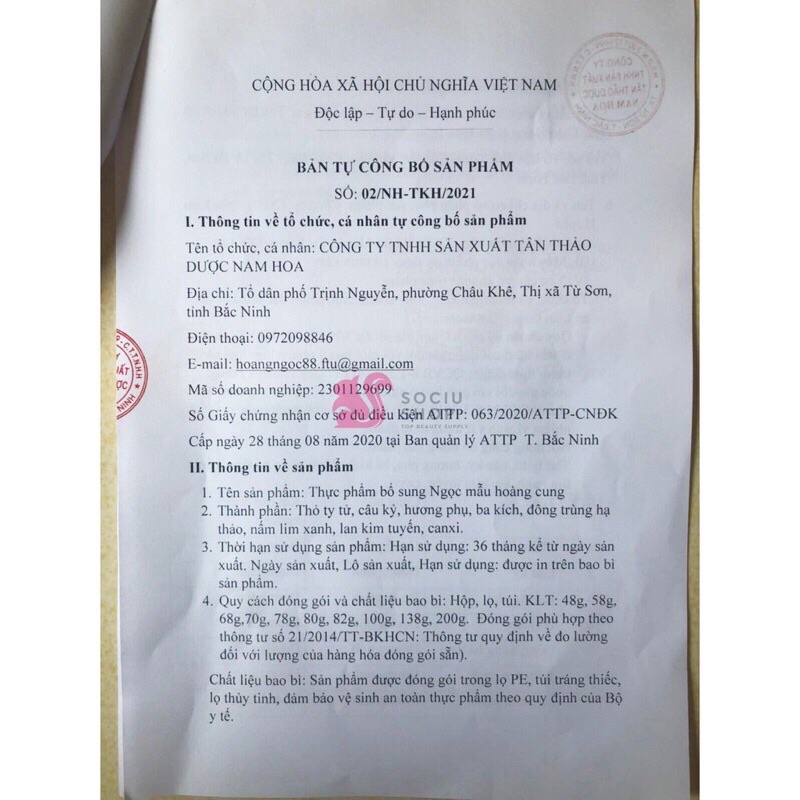 CÔNG TY
TNHH SẢN XUẤT
TÂN THẢO DƯỢC
NAM HOA
CỘNG HÒA XÃ HỘI CHỦ NGHĨA VIỆT NAM
Độc lập – Tự do – Hạnh phúc
BẢN TỰ CÔNG BỐ SẢN PHẨM
SỐ: 02/NH-TKH/2021
I. Thông tin về tổ chức, cá nhân tự công bố sản phẩm
Tên tổ chức, cá nhân: CÔNG TY TNHH SẢN XUẤT TÂN THẢO
DƯỢC NAM HOA
Địa chỉ: Tổ dân phố Trịnh Nguyễn, phường Châu Khê, Thị xã Từ Sơn,
tỉnh Bắc Ninh
Điện thoại: 0972098846
E-mail: hoangngoc88.ftu@gmail.com
Mã số doanh nghiệp: 2301129699
SOCIU
SHOP
TOP BEAUTY SUPPLY
Số Giấy chứng nhận cơ sở đủ điều kiện ATTP: 063/2020/ATTP-CNĐK
Cấp ngày 28 tháng 08 năm 2020 tại Ban quản lý ATTP T. Bắc Ninh
II. Thông tin về sản phẩm
1. Tên sản phẩm: Thực phẩm bổ sung Ngọc mẫu hoàng cung
2. Thành phần: Thỏ ty tử, câu kỷ, hương phụ, ba kích, đông trùng hạ
thảo, nấm lim xanh, lan kim tuyến, canxi.
3. Thời hạn sử dụng sản phẩm: Hạn sử dụng: 36 tháng kể từ ngày sản
xuất. Ngày sản xuất, Lô sản xuất, Hạn sử dụng: được in trên bao bì
sản phẩm.
4. Quy cách đóng gói và chất liệu bao bì: Hộp, lọ, túi. KLT: 48g, 58g,
68g,70g, 78g, 80g, 82g, 100g, 138g, 200g. Đóng gói phù hợp theo
thông tư số 21/2014/TT-BKHCN: Thông tư quy định về đo lường
đối với lượng của hàng hóa đóng gói sẵn).
Chất liệu bao bì: Sản phẩm được đóng gói trong lọ PE, túi tráng thiếc,
lọ thủy tinh, đảm bảo vệ sinh an toàn thực phẩm theo quy định của Bộ
y tế.